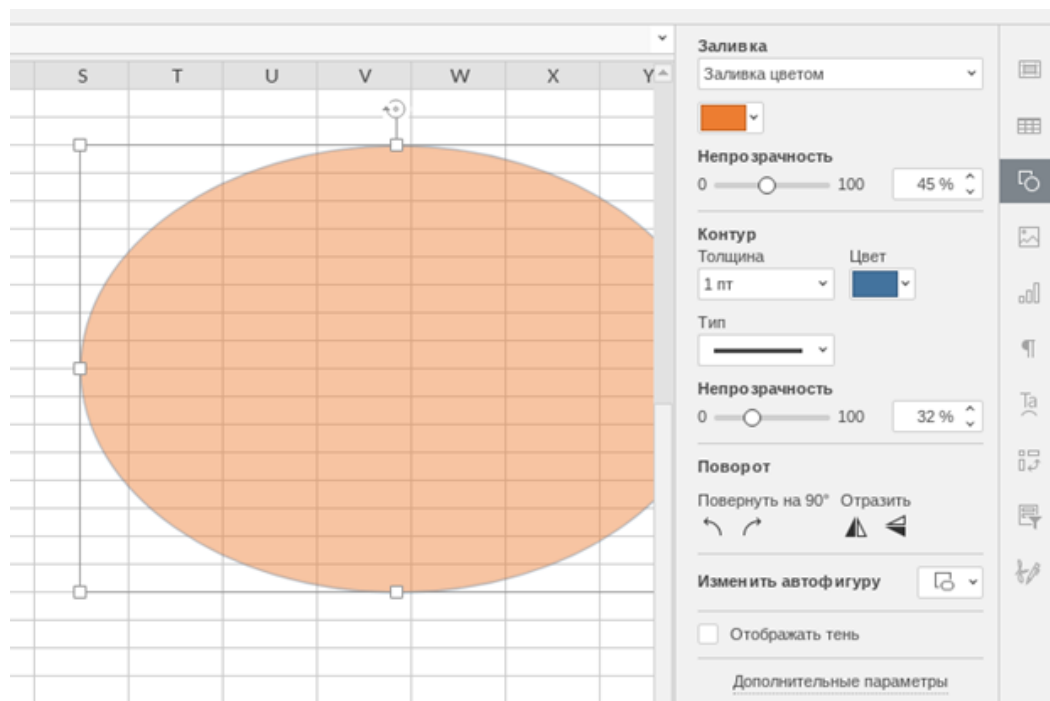 Заливка
Заливка цветом
S T U V W X Y
Непрозрачность
0 100 45 %
Контур
Толщина Цвет
1 пт
Тип
Непрозрачность
0 100 32 %
Поворот
Повернуть на 90° Отразить
Изменить автофигуру
Отображать тень
Дополнительные параметры
Ta